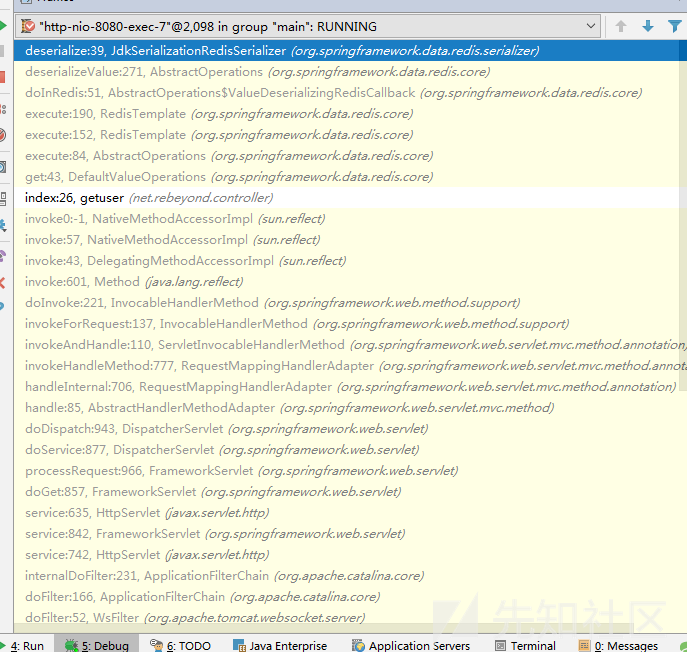 "http-nio-8080-exec-7"@2,098 in group "main": RUNNING
deserialize:39, JdkSerializationRedisSerializer (org.springframework.data.redis.serializer)
deserializeValue:271, AbstractOperations (org.springframework.data.redis.core)
doInRedis:51, AbstractOperations$ValueDeserializingRedisCallback (org.springframework.data.redis.core)
execute:190, RedisTemplate (org.springframework.data.redis.core)
execute:152, RedisTemplate (org.springframework.data.redis.core)
execute:84, AbstractOperations (org.springframework.data.redis.core)
get:43, DefaultValueOperations (org.springframework.data.redis.core)
index:26, getuser (net.rebeyond.controller)
invoke0:-1, NativeMethodAccessorImpl (sun.reflect)
invoke:57, NativeMethodAccessorImpl (sun.reflect)
invoke:43, DelegatingMethodAccessorImpl (sun.reflect)
invoke:601, Method (java.lang.reflect)
doInvoke:221, InvocableHandlerMethod (org.springframework.web.method.support)
invokeForRequest:137, InvocableHandlerMethod (org.springframework.web.method.support)
invokeAndHandle:110, ServletInvocableHandlerMethod (org.springframework.web.servlet.mvc.method.annotation)
invokeHandleMethod:777, RequestMappingHandlerAdapter (org.springframework.web.servlet.mvc.method.annota
handleInternal:706, RequestMappingHandlerAdapter (org.springframework.web.servlet.mvc.method.annotation)
handle:85, AbstractHandlerMethodAdapter (org.springframework.web.servlet.mvc.method)
doDispatch:943, DispatcherServlet (org.springframework.web.servlet)
doService:877, DispatcherServlet (org.springframework.web.servlet)
processRequest:966, FrameworkServlet (org.springframework.web.servlet)
doGet:857, FrameworkServlet (org.springframework.web.servlet)
service:635, HttpServlet (javax.servlet.http)
service:842, FrameworkServlet (org.springframework.web.servlet)
service:742, HttpServlet (javax.servlet.http)
internalDoFilter:231, ApplicationFilterChain (org.apache.catalina.core)
doFilter:166, ApplicationFilterChain (org.apache.catalina.core)
doFilter:52, WsFilter (org.apache.tomcat.websocket.server)
先知社区
4: Run 5: Debug 6: TODO Java Enterprise Application Servers Terminal 0: Messages